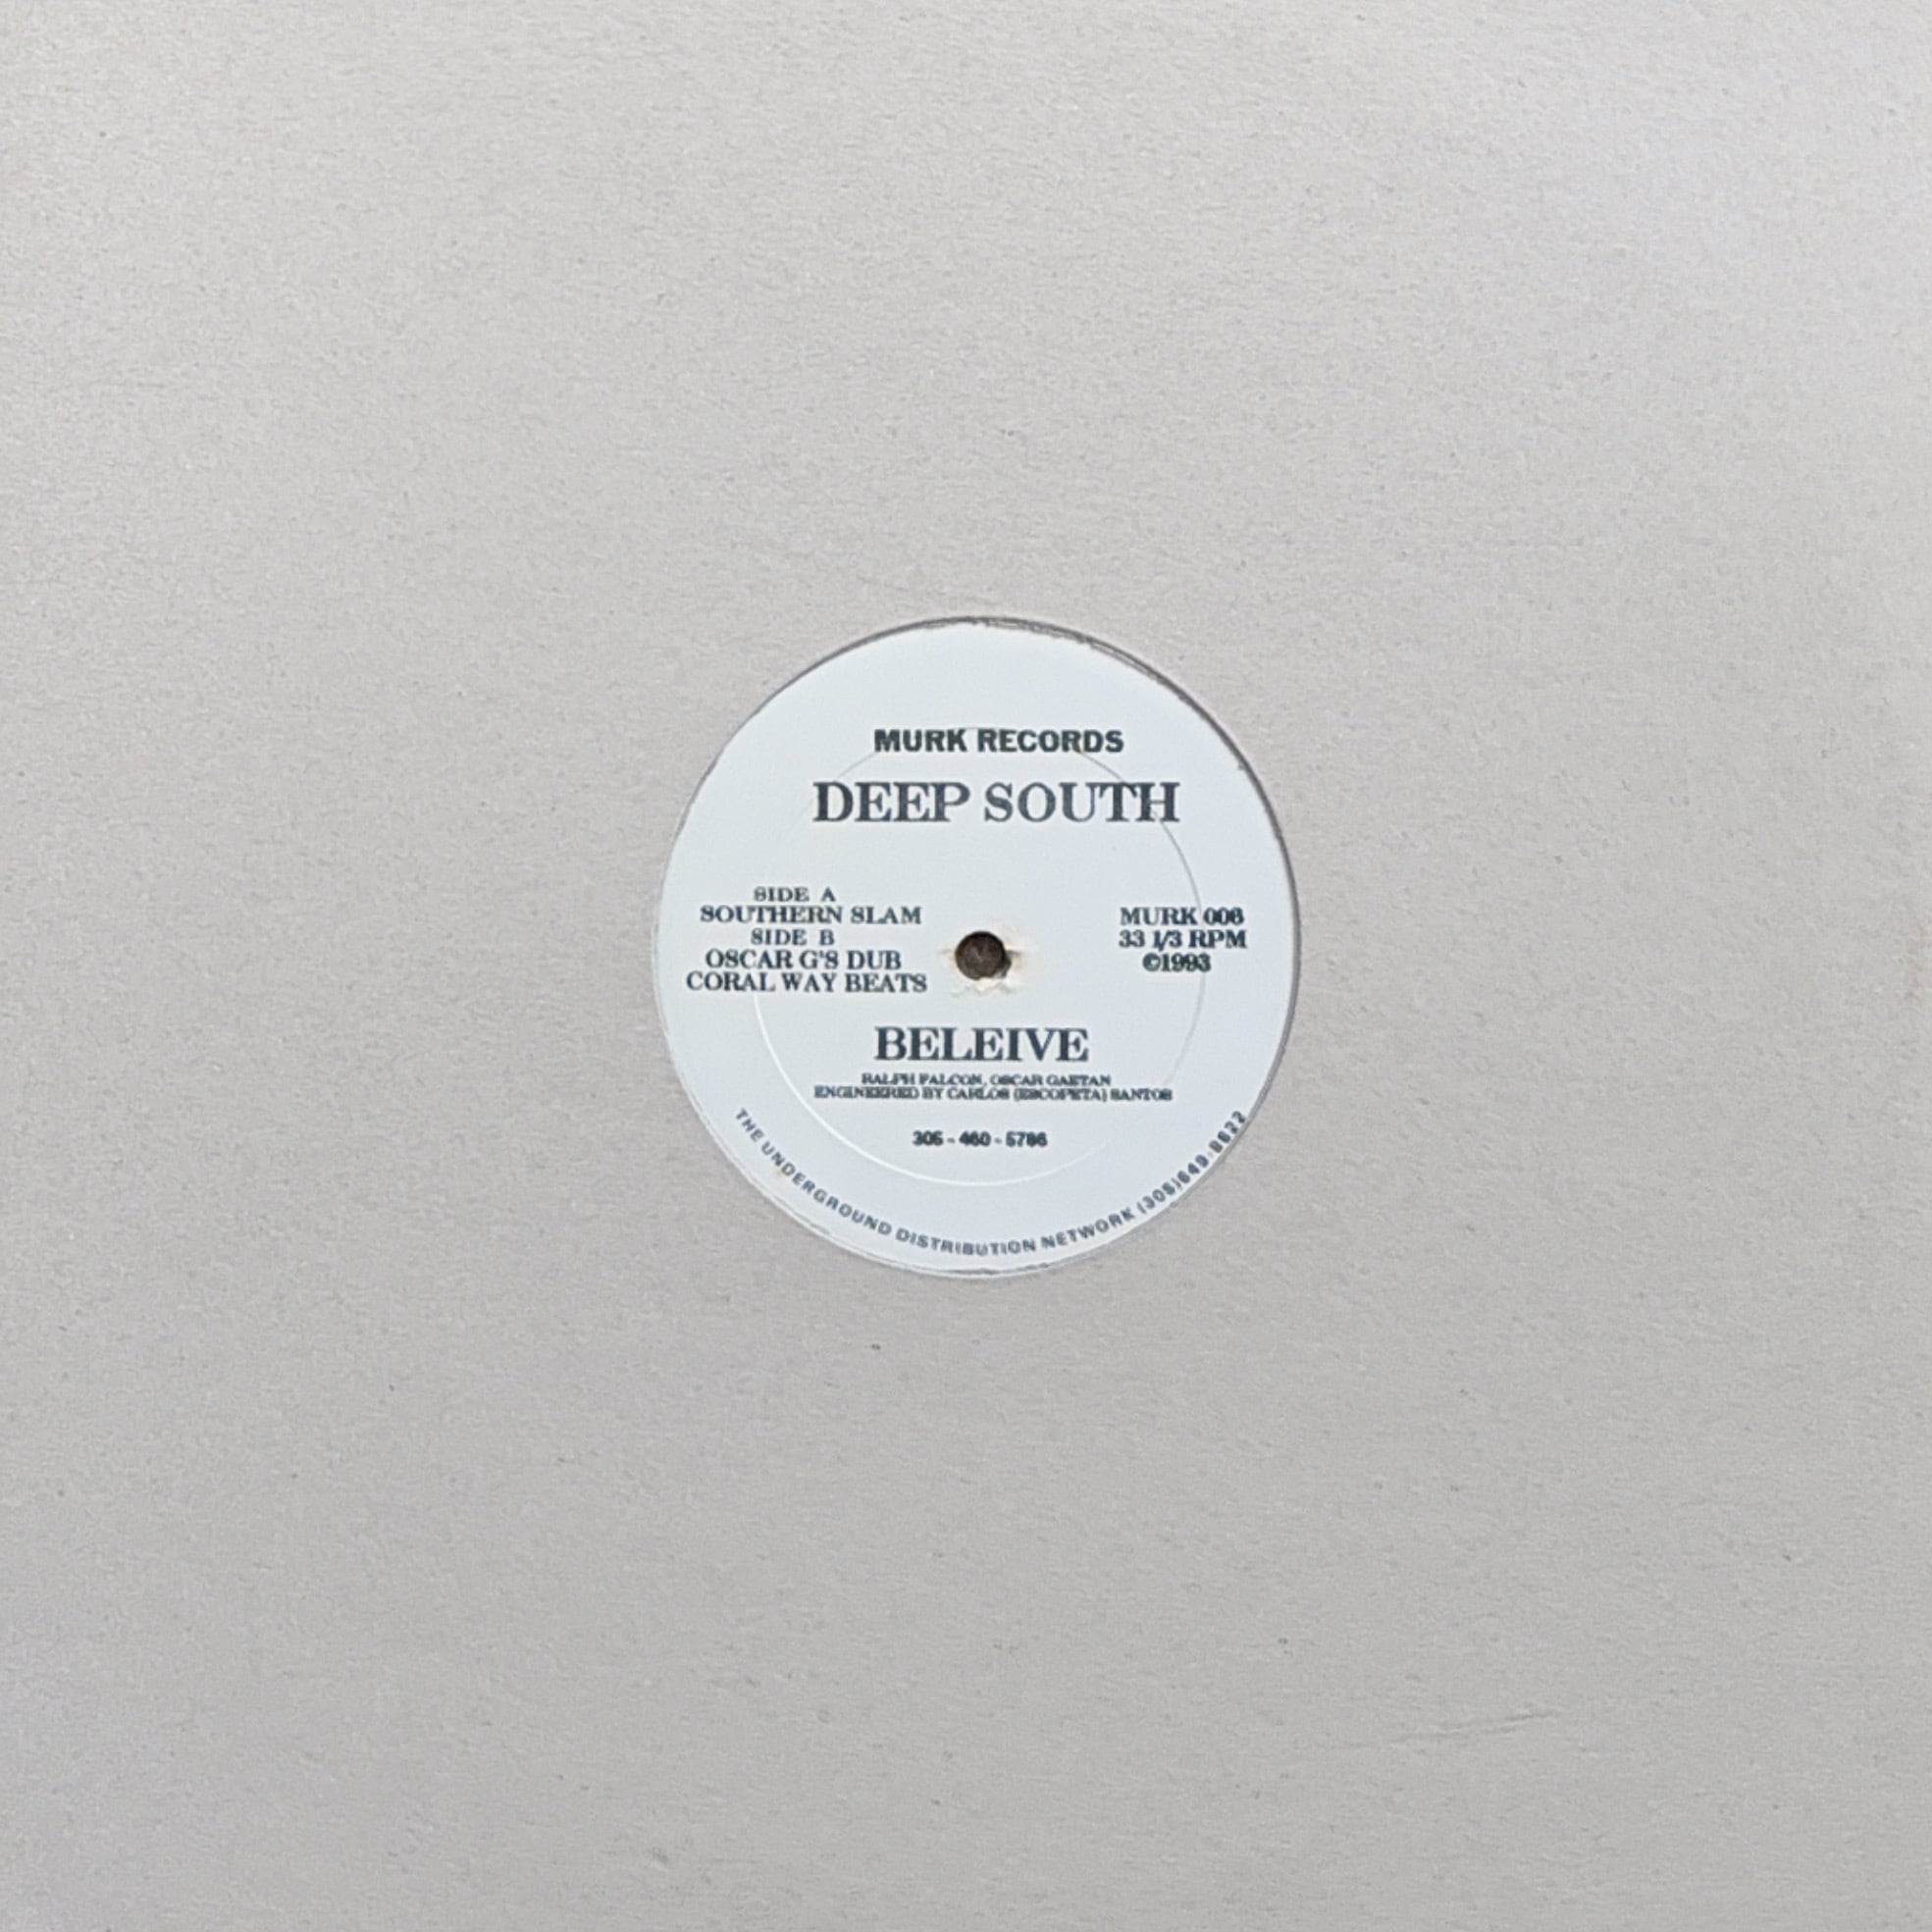 MURK RECORDS
DEEP SOUTH
SIDE A
SOUTHERN SLAM
SIDE B
OSCAR G'S DUB
CORAL WAY BEATS
MURK 006
33 1/3 RPM
©1993
BELEIVE
RALPH FALCON, OSCAR GAETAN
ENGINEERED BY CARLOS (ESCOPETA) SANTOS
305 - 460 - 5786
THE UNDERGROUND DISTRIBUTION NETWORK (305)649-8622